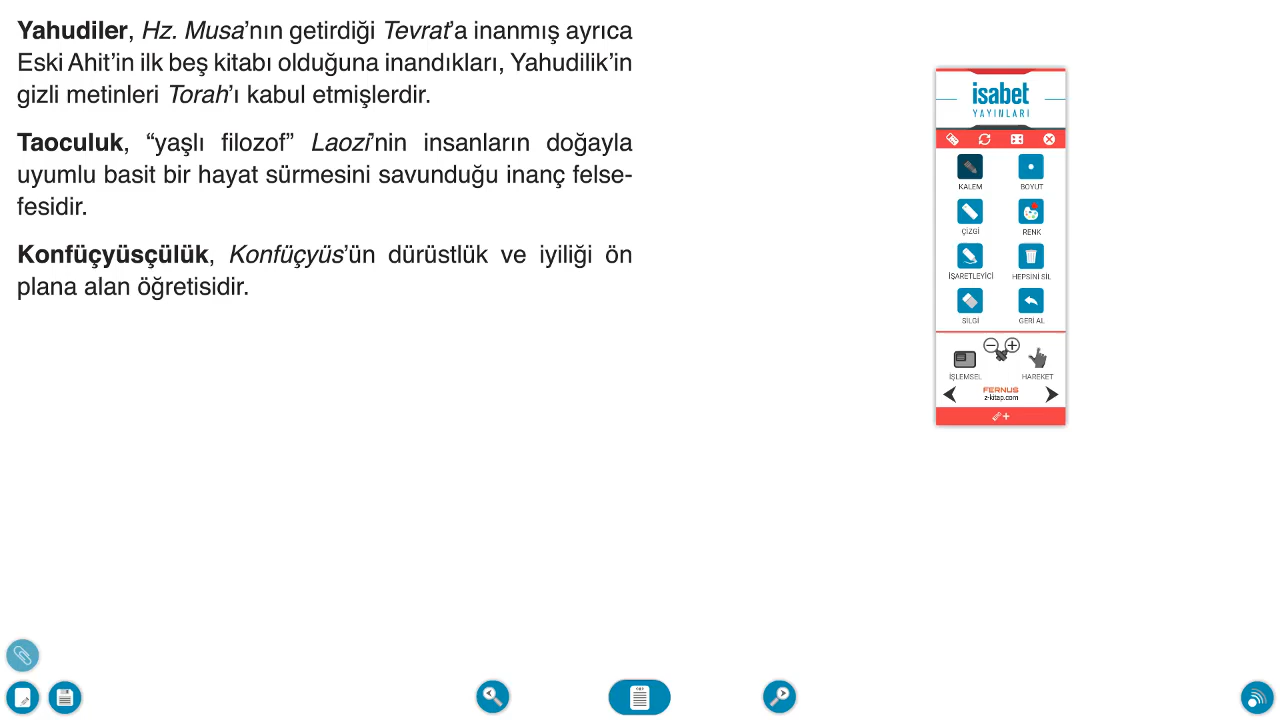 Yahudiler, Hz. Musa’nın getirdiği Tevrat’a inanmış ayrıca
Eski Ahit’in ilk beş kitabı olduğuna inandıkları, Yahudilik’in
gizli metinleri Torah’ı kabul etmişlerdir.
Taoculuk, “yaşlı filozof” Laozi’nin insanların doğayla
uyumlu basit bir hayat sürmesini savunduğu inanç felse-
fesidir.
Konfüçyüsçülük, Konfüçyüs’ün dürüstlük ve iyiliği ön
plana alan öğretisidir.
isabet
YAYINLARI
KALEM BOYUT
ÇİZGİ RENK
İŞARETLEYİCİ HEPSİNİ SİL
SİLGİ GERİ AL
İŞLEMSEL HAREKET
FERNUS
z-kitap.com